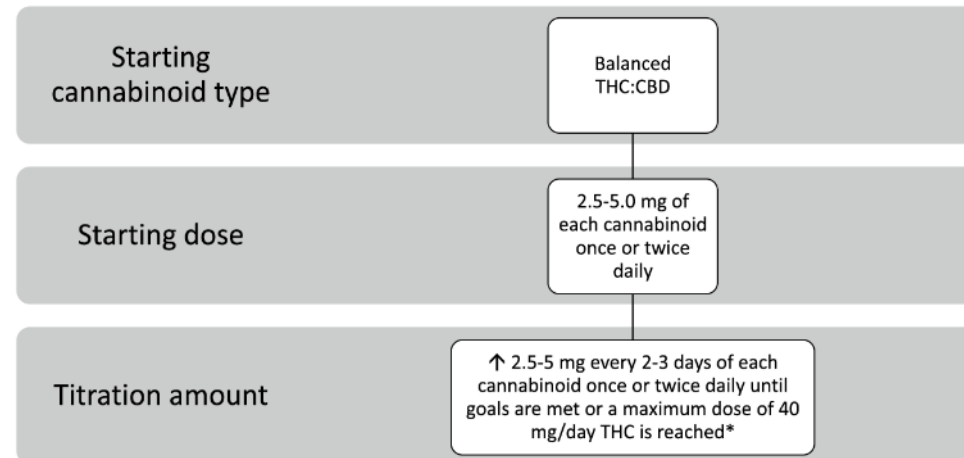 Starting
cannabinoid type
Balanced
THC:CBD
Starting dose
2.5-5.0 mg of
each cannabinoid
once or twice
daily
Titration amount
↑ 2.5-5 mg every 2-3 days of each
cannabinoid once or twice daily until
goals are met or a maximum dose of 40
mg/day THC is reached*